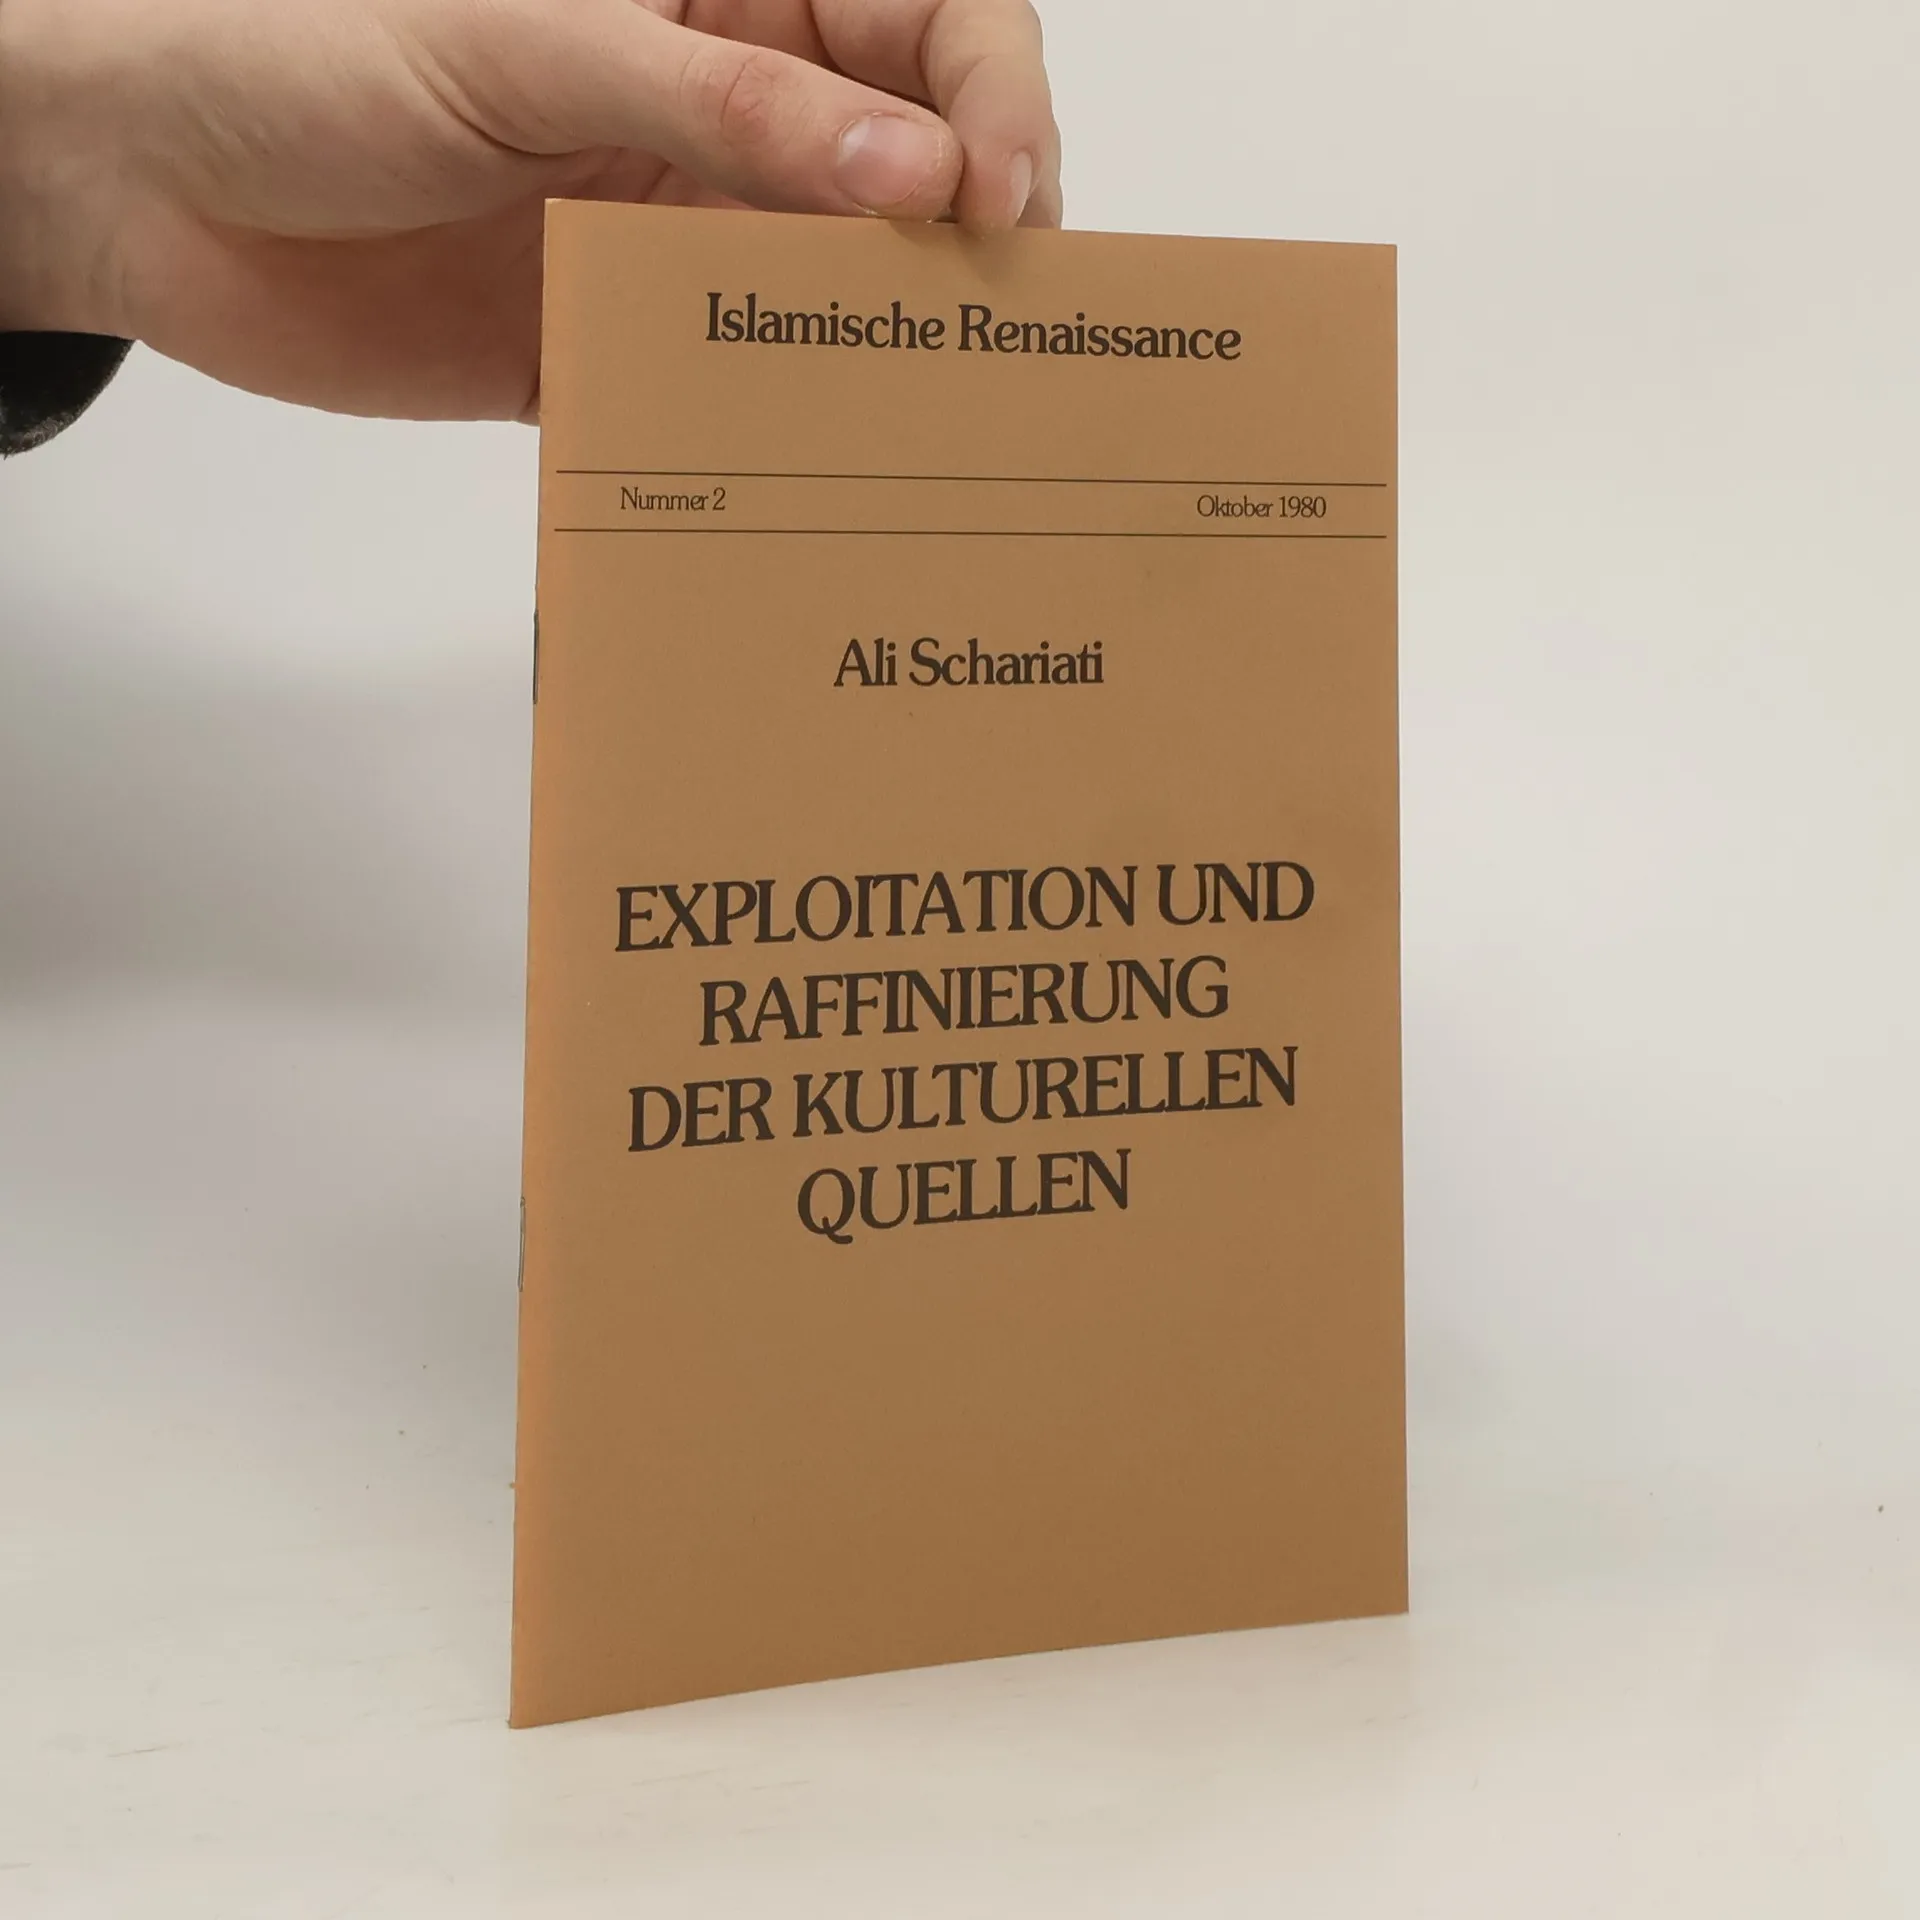 Islamische Renaissance
Nummer 2 Oktober 1980
Ali Schariati
EXPLOITATION UND
RAFFINIERUNG
DER KULTURELLEN
QUELLEN